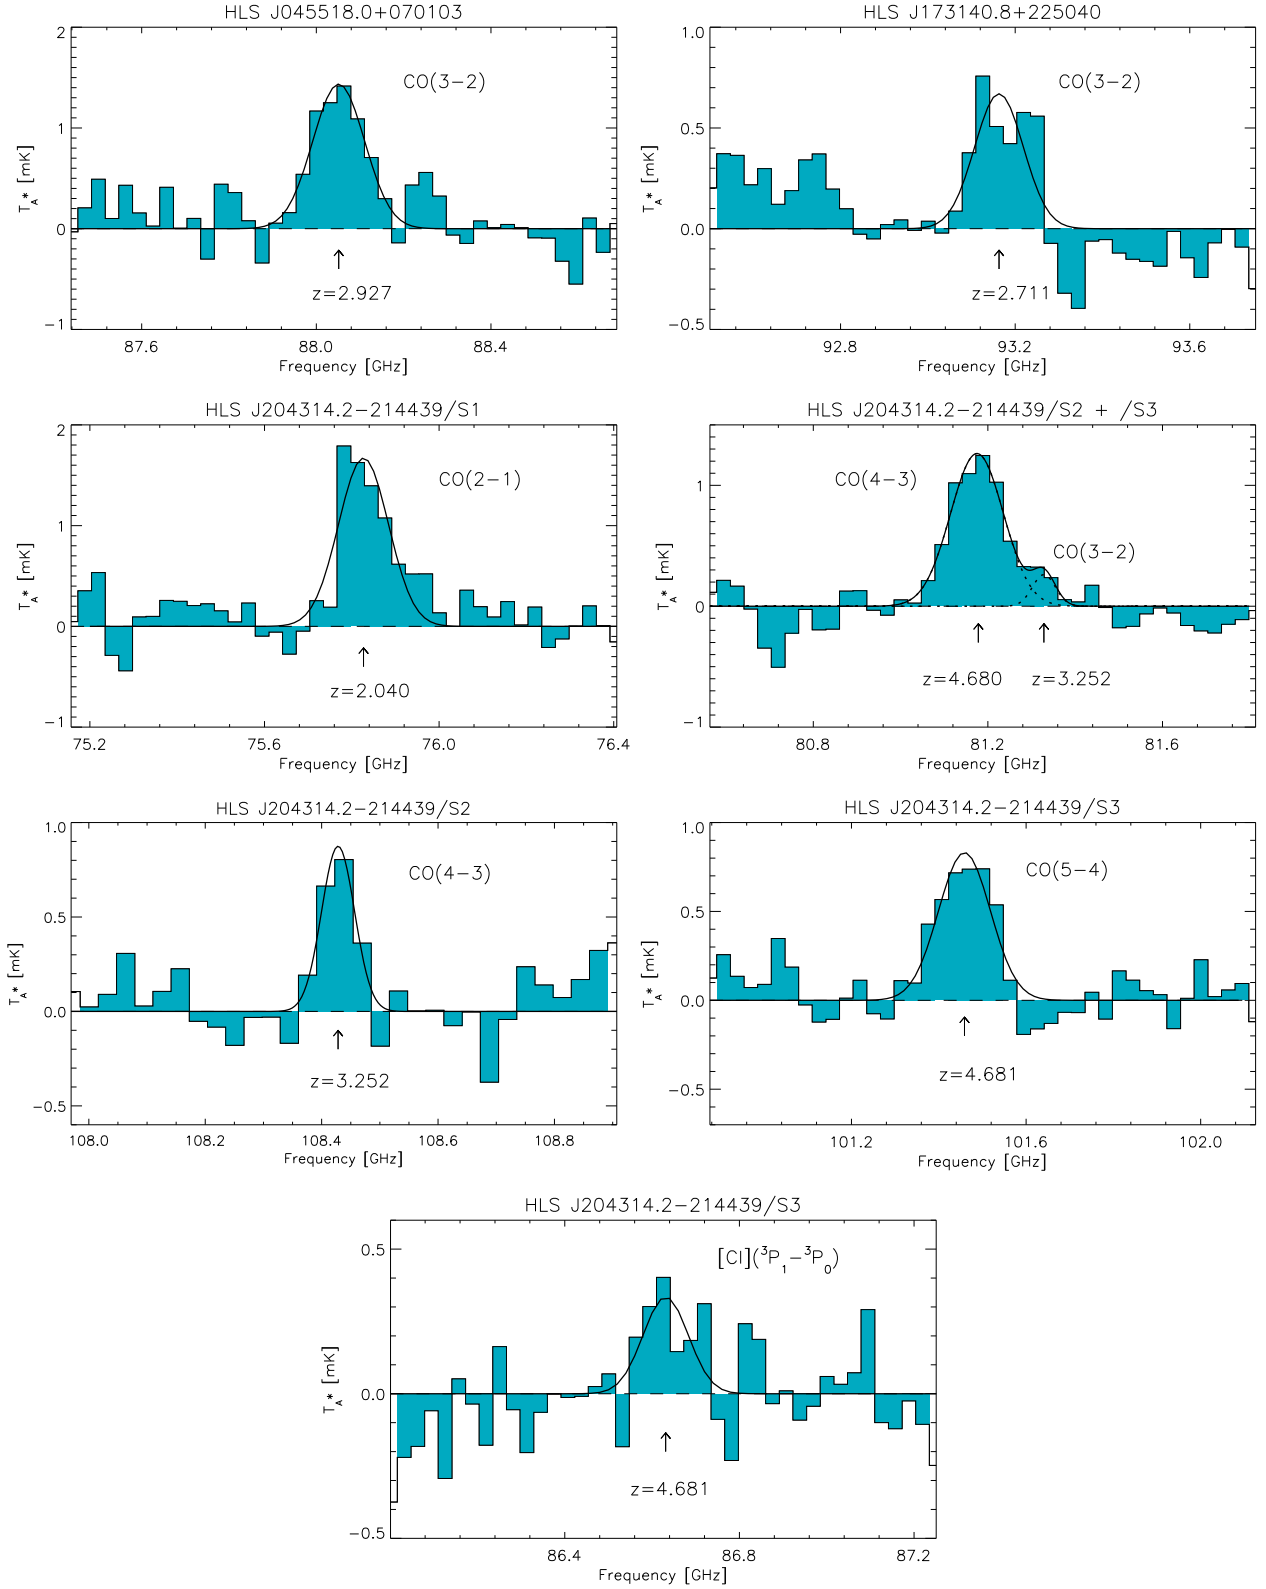 HLS J045518.0+070103
2
1
0
−1
T_A* [mK]
CO(3−2)
z=2.927
87.6 88.0 88.4
Frequency [GHz]
HLS J173140.8+225040
1.0
0.5
0.0
−0.5
T_A* [mK]
CO(3−2)
z=2.711
92.8 93.2 93.6
Frequency [GHz]
HLS J204314.2−214439/S1
2
1
0
−1
T_A* [mK]
CO(2−1)
z=2.040
75.2 75.6 76.0 76.4
Frequency [GHz]
HLS J204314.2−214439/S2 + /S3
1
0
−1
T_A* [mK]
CO(4−3)
CO(3−2)
z=4.680 z=3.252
80.8 81.2 81.6
Frequency [GHz]
HLS J204314.2−214439/S2
1.0
0.5
0.0
−0.5
T_A* [mK]
CO(4−3)
z=3.252
108.0 108.2 108.4 108.6 108.8
Frequency [GHz]
HLS J204314.2−214439/S3
1.0
0.5
0.0
−0.5
T_A* [mK]
CO(5−4)
z=4.681
101.2 101.6 102.0
Frequency [GHz]
HLS J204314.2−214439/S3
0.5
0.0
−0.5
T_A* [mK]
[CI](³P₁−³P₀)
z=4.681
86.4 86.8 87.2
Frequency [GHz]